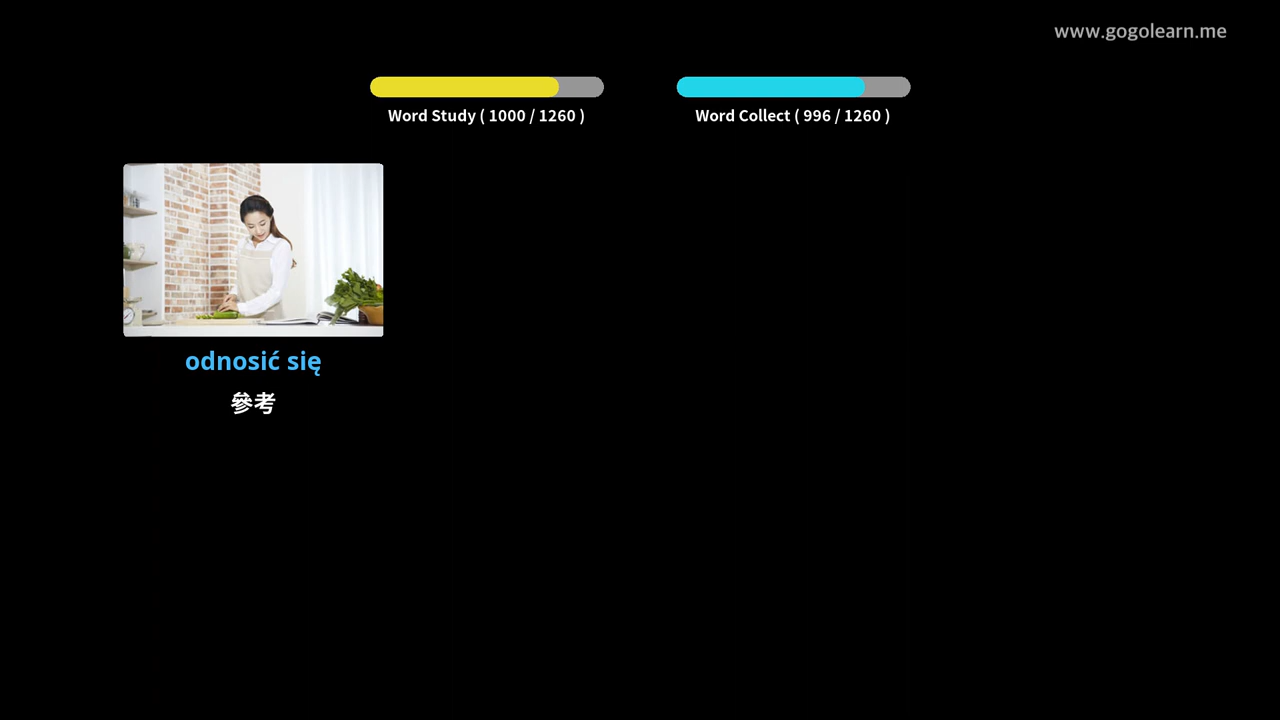 www.gogolearn.me
Word Study ( 1000 / 1260 )
Word Collect ( 996 / 1260 )
odnosić się
參考